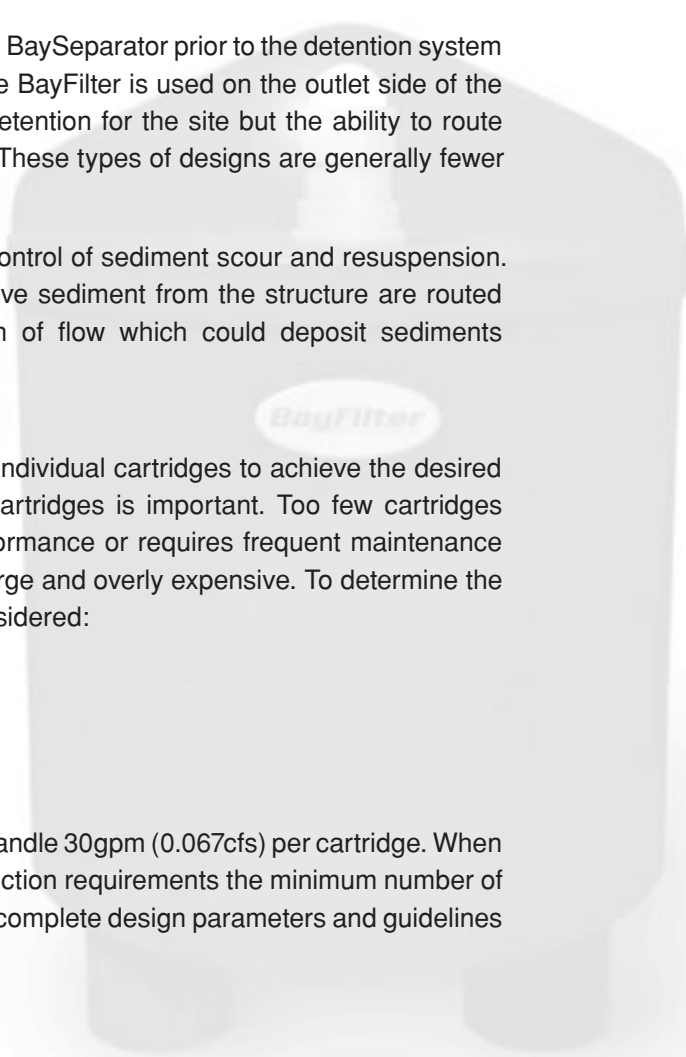 BaySeparator prior to the detention system
e BayFilter is used on the outlet side of the
etention for the site but the ability to route
These types of designs are generally fewer
ontrol of sediment scour and resuspension.
ve sediment from the structure are routed
of flow which could deposit sediments
BayFilter
ndividual cartridges to achieve the desired
artridges is important. Too few cartridges
ormance or requires frequent maintenance
rge and overly expensive. To determine the
sidered:
andle 30gpm (0.067cfs) per cartridge. When
ction requirements the minimum number of
complete design parameters and guidelines